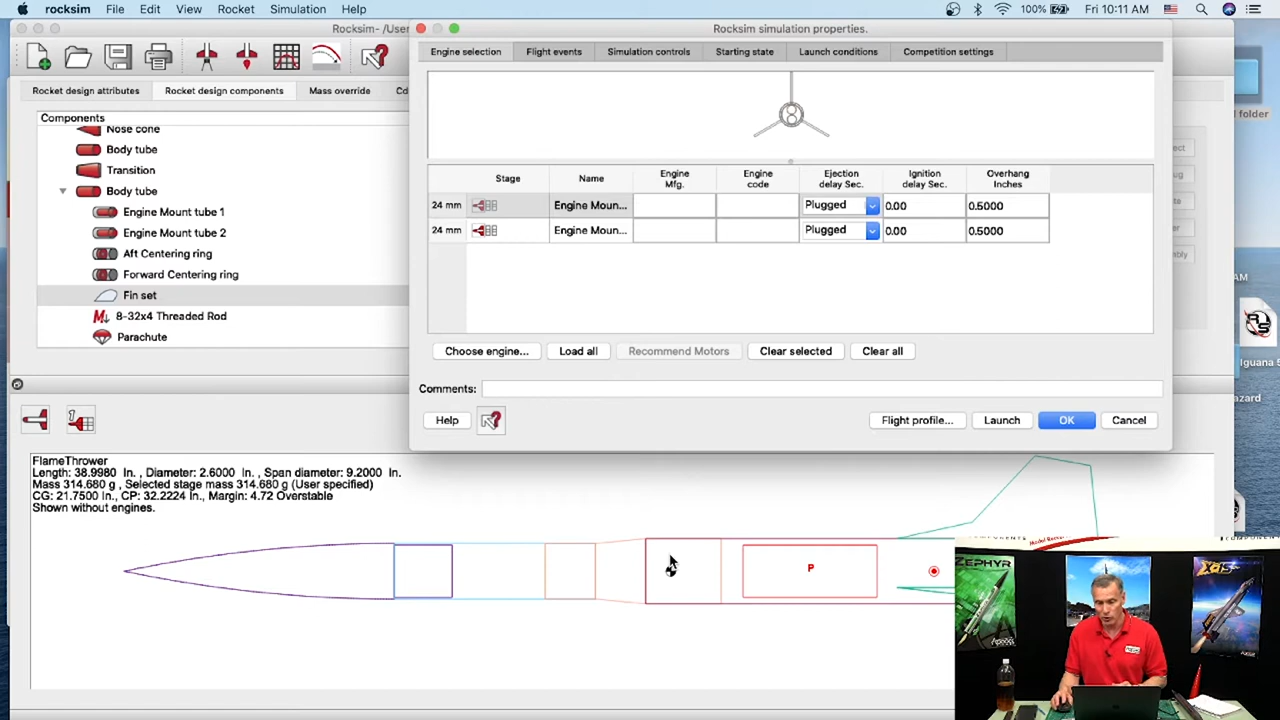 rocksim File Edit View Rocket Simulation Window Help
100% Fri 10:11 AM
Rocksim- /User
Rocksim simulation properties.
Rocket design attributes Rocket design components Mass override Cd
Components
Nose cone
Body tube
Transition
Body tube
Engine Mount tube 1
Engine Mount tube 2
Aft Centering ring
Forward Centering ring
Fin set
8-32x4 Threaded Rod
Parachute
Engine selection Flight events Simulation controls Starting state Launch conditions Competition settings
Stage Name Engine Mfg. Engine code Ejection delay Sec. Ignition delay Sec. Overhang Inches
24 mm Engine Moun... Plugged 0.00 0.5000
24 mm Engine Moun... Plugged 0.00 0.5000
Choose engine... Load all Recommend Motors Clear selected Clear all
Comments:
Help Flight profile... Launch OK Cancel
folder
AM
RS
Iguana 5
FlameThrower
Length: 38.9980 In. , Diameter: 2.6000 In. , Span diameter: 9.2000 In.
Mass 314.680 g , Selected stage mass 314.680 g (User specified)
CG: 21.7500 In., CP: 32.2224 In., Margin: 4.72 Overstable
Shown without engines.
P
ZEPHYR
X-15